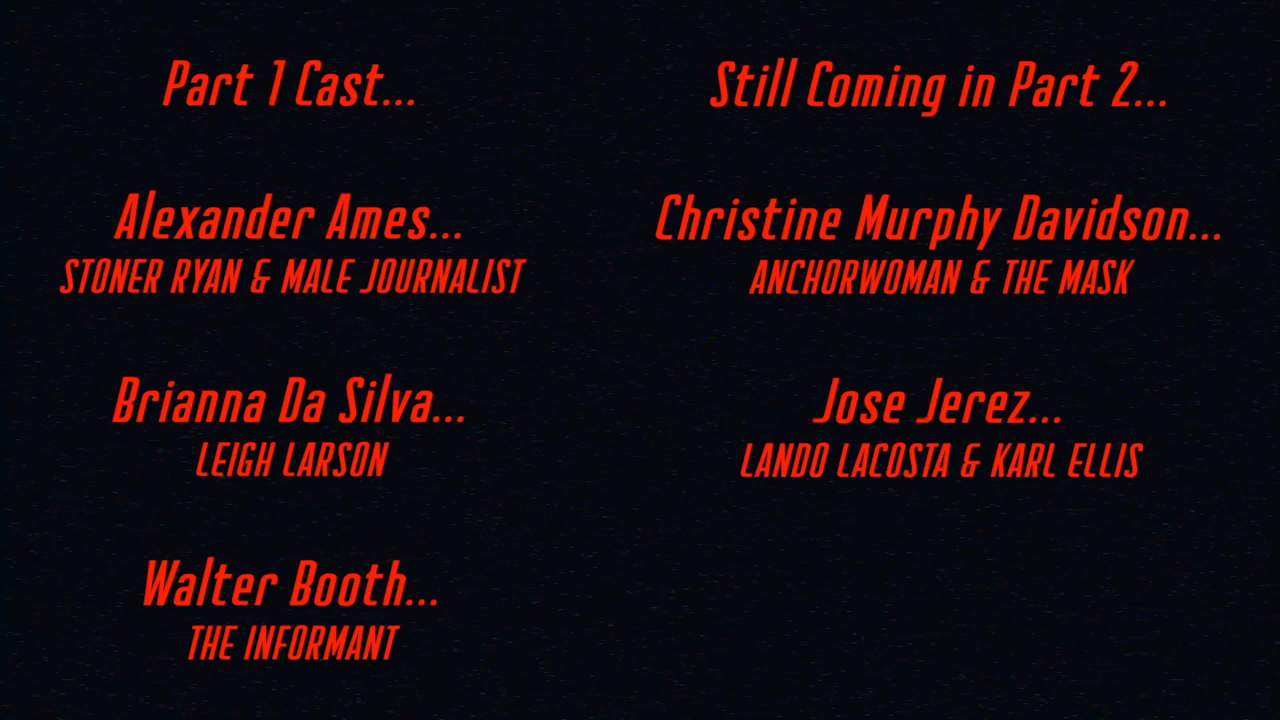 Part 1 Cast...
Alexander Ames...
STONER RYAN & MALE JOURNALIST
Brianna Da Silva...
LEIGH LARSON
Walter Booth...
THE INFORMANT
Still Coming in Part 2...
Christine Murphy Davidson...
ANCHORWOMAN & THE MASK
Jose Jerez...
LANDO LACOSTA & KARL ELLIS